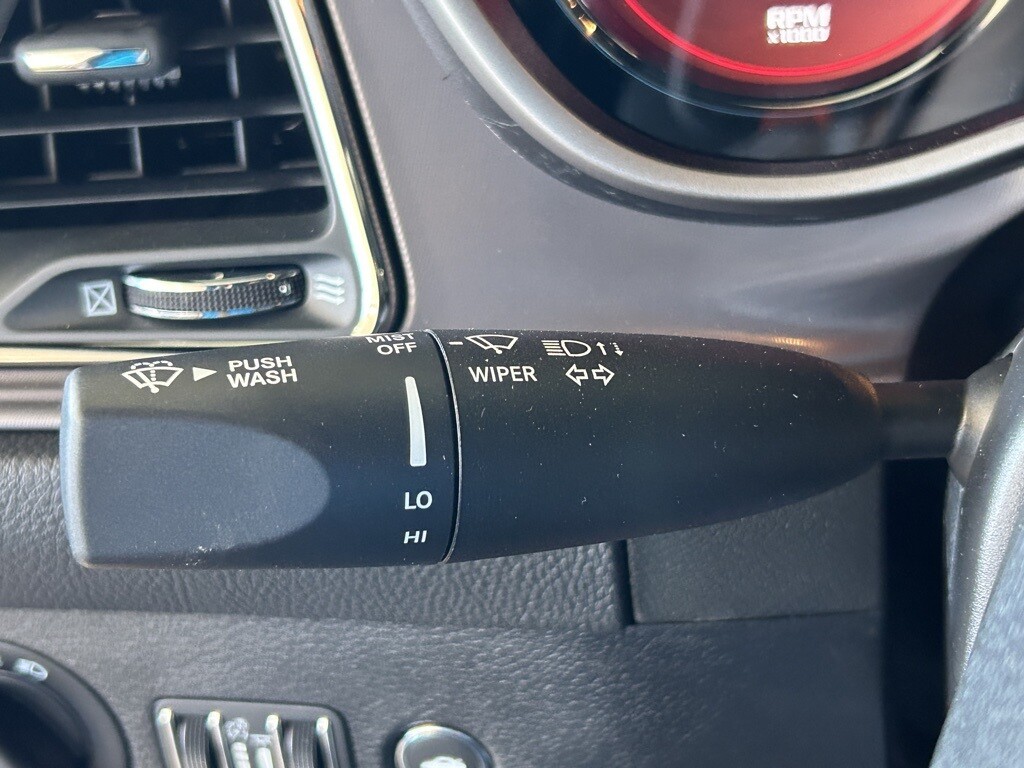 RPM
x1000
MIST
OFF
PUSH
WASH
WIPER
LO
HI